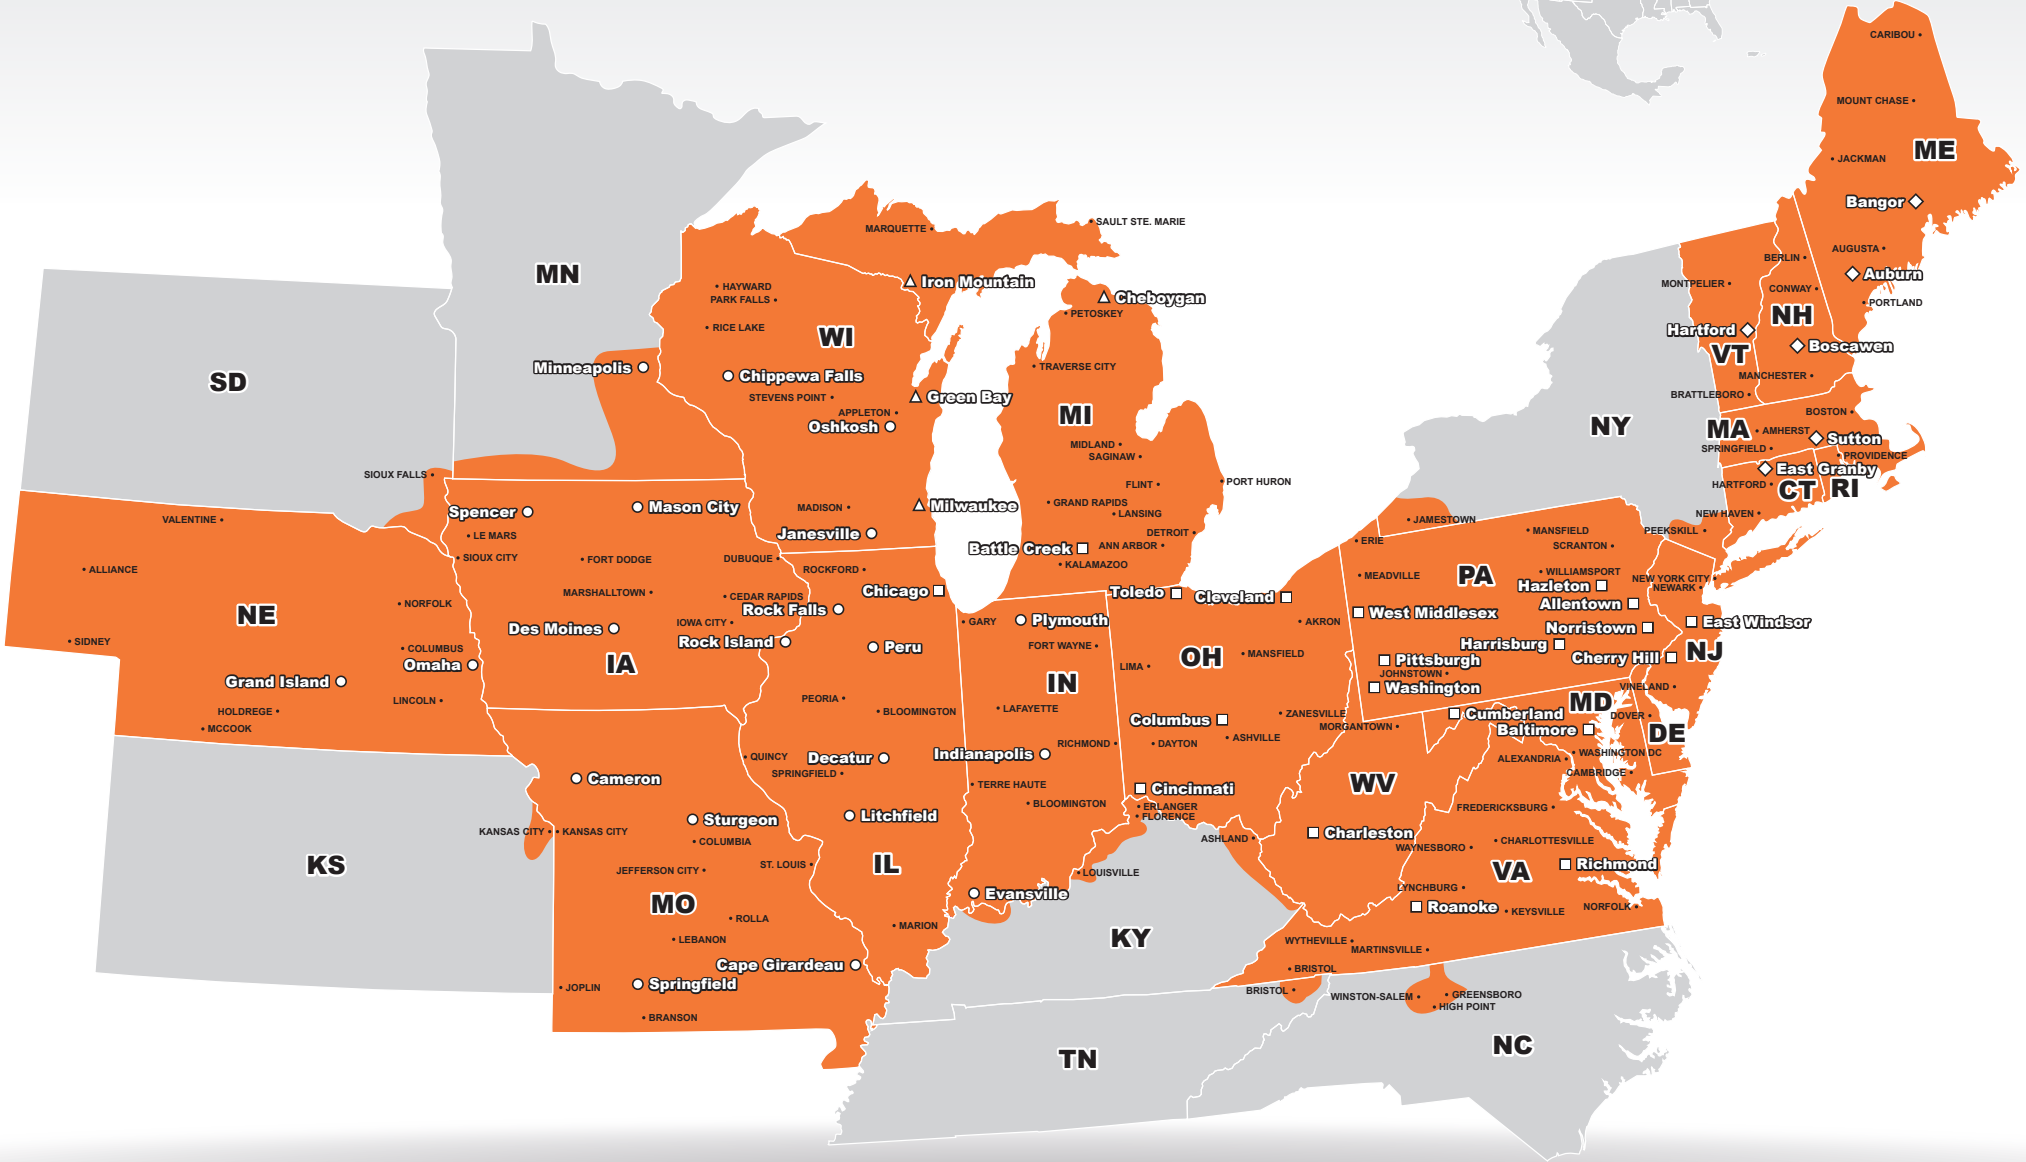 CARIBOU
MOUNT CHASE
ME
JACKMAN
Bangor
SAULT STE. MARIE
MARQUETTE
AUGUSTA
BERLIN
MN
Auburn
Iron Mountain
MONTPELIER
HAYWARD
CONWAY
PARK FALLS
Cheboygan
PORTLAND
PETOSKEY
NH
RICE LAKE
WI
Hartford
Boscawen
VT
Minneapolis
TRAVERSE CITY
Chippewa Falls
MANCHESTER
SD
STEVENS POINT
Green Bay
BRATTLEBORO
APPLETON
MI
BOSTON
Oshkosh
NY
MA
AMHERST
Sutton
MIDLAND
SPRINGFIELD
SAGINAW
PROVIDENCE
SIOUX FALLS
East Granby
PORT HURON
FLINT
HARTFORD
CT
RI
GRAND RAPIDS
Mason City
MADISON
Milwaukee
Spencer
LANSING
NEW HAVEN
VALENTINE
JAMESTOWN
LE MARS
Janesville
DETROIT
MANSFIELD
PEEKSKILL
ERIE
Battle Creek
ANN ARBOR
SCRANTON
SIOUX CITY
FORT DODGE
DUBUQUE
KALAMAZOO
ALLIANCE
ROCKFORD
MEADVILLE
PA
WILLIAMSPORT
NEW YORK CITY
Hazleton
NEWARK
Chicago
MARSHALLTOWN
Toledo
Cleveland
CEDAR RAPIDS
NORFOLK
Allentown
Rock Falls
West Middlesex
NE
Plymouth
GARY
AKRON
IOWA CITY
East Windsor
Des Moines
Norristown
SIDNEY
Rock Island
Harrisburg
FORT WAYNE
Peru
COLUMBUS
NJ
MANSFIELD
OH
Cherry Hill
Pittsburgh
Omaha
IA
LIMA
JOHNSTOWN
Grand Island
IN
Washington
VINELAND
PEORIA
LINCOLN
MD
LAFAYETTE
HOLDREGE
BLOOMINGTON
ZANESVILLE
Cumberland
DOVER
Columbus
MORGANTOWN
MCCOOK
Baltimore
DE
ASHVILLE
RICHMOND
DAYTON
Indianapolis
WASHINGTON DC
QUINCY
Decatur
ALEXANDRIA
SPRINGFIELD
CAMBRIDGE
Cameron
TERRE HAUTE
WV
Cincinnati
BLOOMINGTON
ERLANGER
FREDERICKSBURG
Litchfield
FLORENCE
Sturgeon
KANSAS CITY
KANSAS CITY
Charleston
ASHLAND
COLUMBIA
CHARLOTTESVILLE
WAYNESBORO
KS
ST. LOUIS
IL
Richmond
JEFFERSON CITY
LOUISVILLE
VA
LYNCHBURG
Evansville
MO
Roanoke
KEYSVILLE
NORFOLK
ROLLA
MARION
LEBANON
KY
WYTHEVILLE
MARTINSVILLE
Cape Girardeau
BRISTOL
Springfield
JOPLIN
BRISTOL
WINSTON-SALEM
GREENSBORO
HIGH POINT
BRANSON
NC
TN